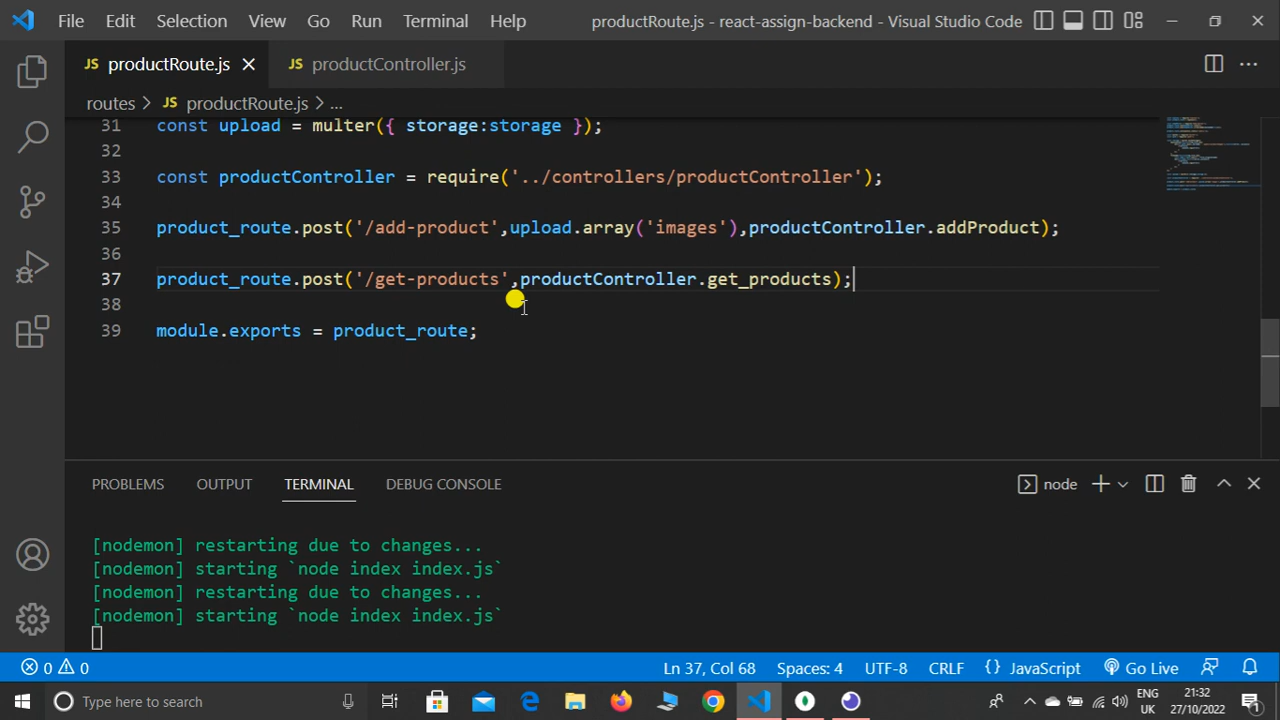 File Edit Selection View Go Run Terminal Help productRoute.js - react-assign-backend - Visual Studio Code
JS productRoute.js JS productController.js
routes > JS productRoute.js > ...
31 const upload = multer({ storage:storage });
32
33 const productController = require('../controllers/productController');
34
35 product_route.post('/add-product',upload.array('images'),productController.addProduct);
36
37 product_route.post('/get-products',productController.get_products);
38
39 module.exports = product_route;
PROBLEMS OUTPUT TERMINAL DEBUG CONSOLE node
[nodemon] restarting due to changes...
[nodemon] starting `node index index.js`
[nodemon] restarting due to changes...
[nodemon] starting `node index index.js`
0 0 Ln 37, Col 68 Spaces: 4 UTF-8 CRLF {} JavaScript Go Live
Type here to search ENG 21:32
UK 27/10/2022 1